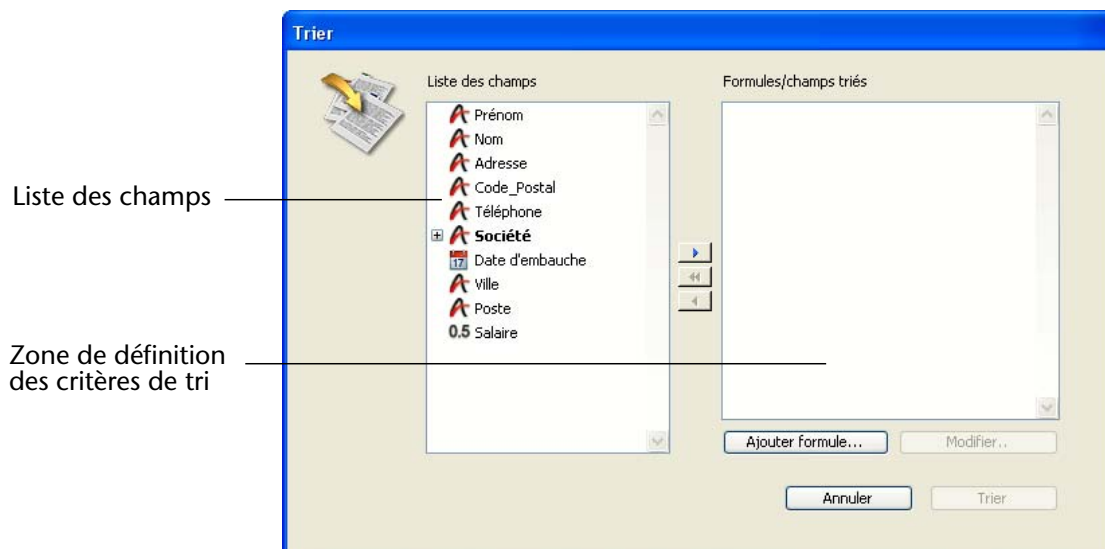 Trier
Liste des champs
Formules/champs triés
Prénom
Nom
Adresse
Code_Postal
Téléphone
Société
17 Date d'embauche
Ville
Poste
0.5 Salaire
Ajouter formule...
Modifier..
Annuler
Trier
Liste des champs
Zone de définition
des critères de tri